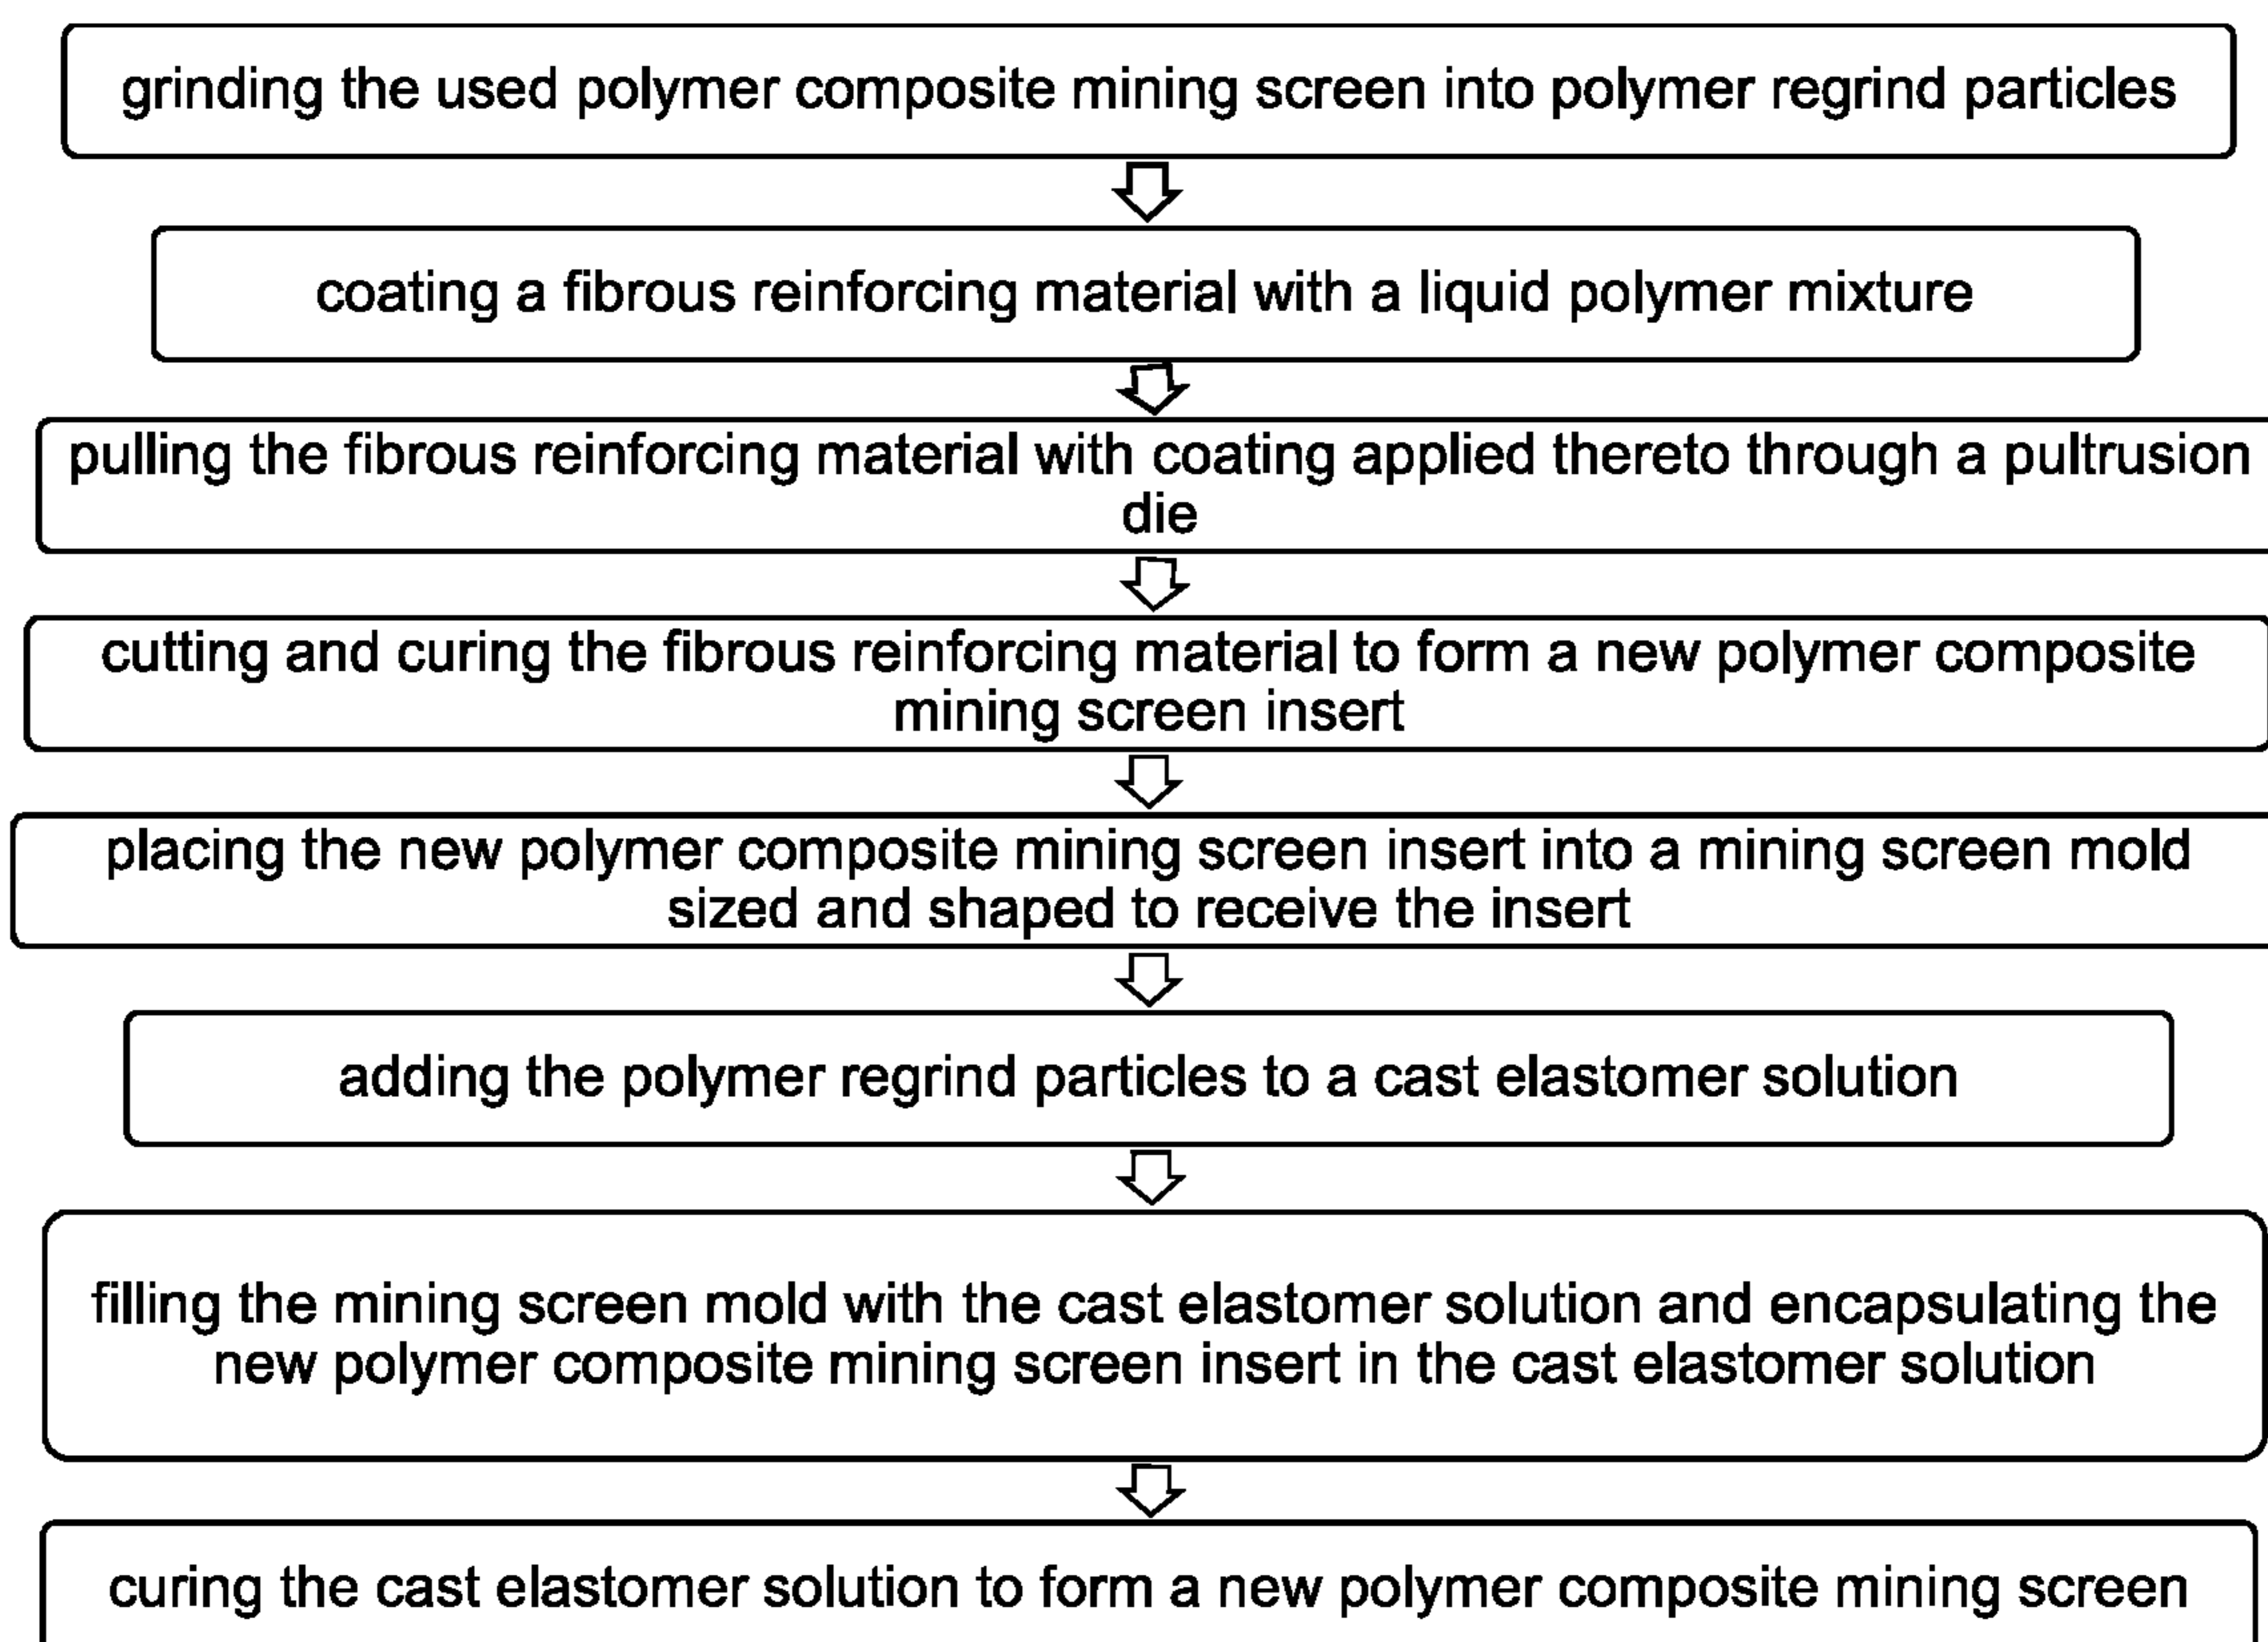 grinding the used polymer composite mining screen into polymer regrind particles
coating a fibrous reinforcing material with a liquid polymer mixture
pulling the fibrous reinforcing material with coating applied thereto through a pultrusion
die
cutting and curing the fibrous reinforcing material to form a new polymer composite
mining screen insert
placing the new polymer composite mining screen insert into a mining screen mold
sized and shaped to receive the insert
adding the polymer regrind particles to a cast elastomer solution
filling the mining screen mold with the cast elastomer solution and encapsulating the
new polymer composite mining screen insert in the cast elastomer solution
curing the cast elastomer solution to form a new polymer composite mining screen